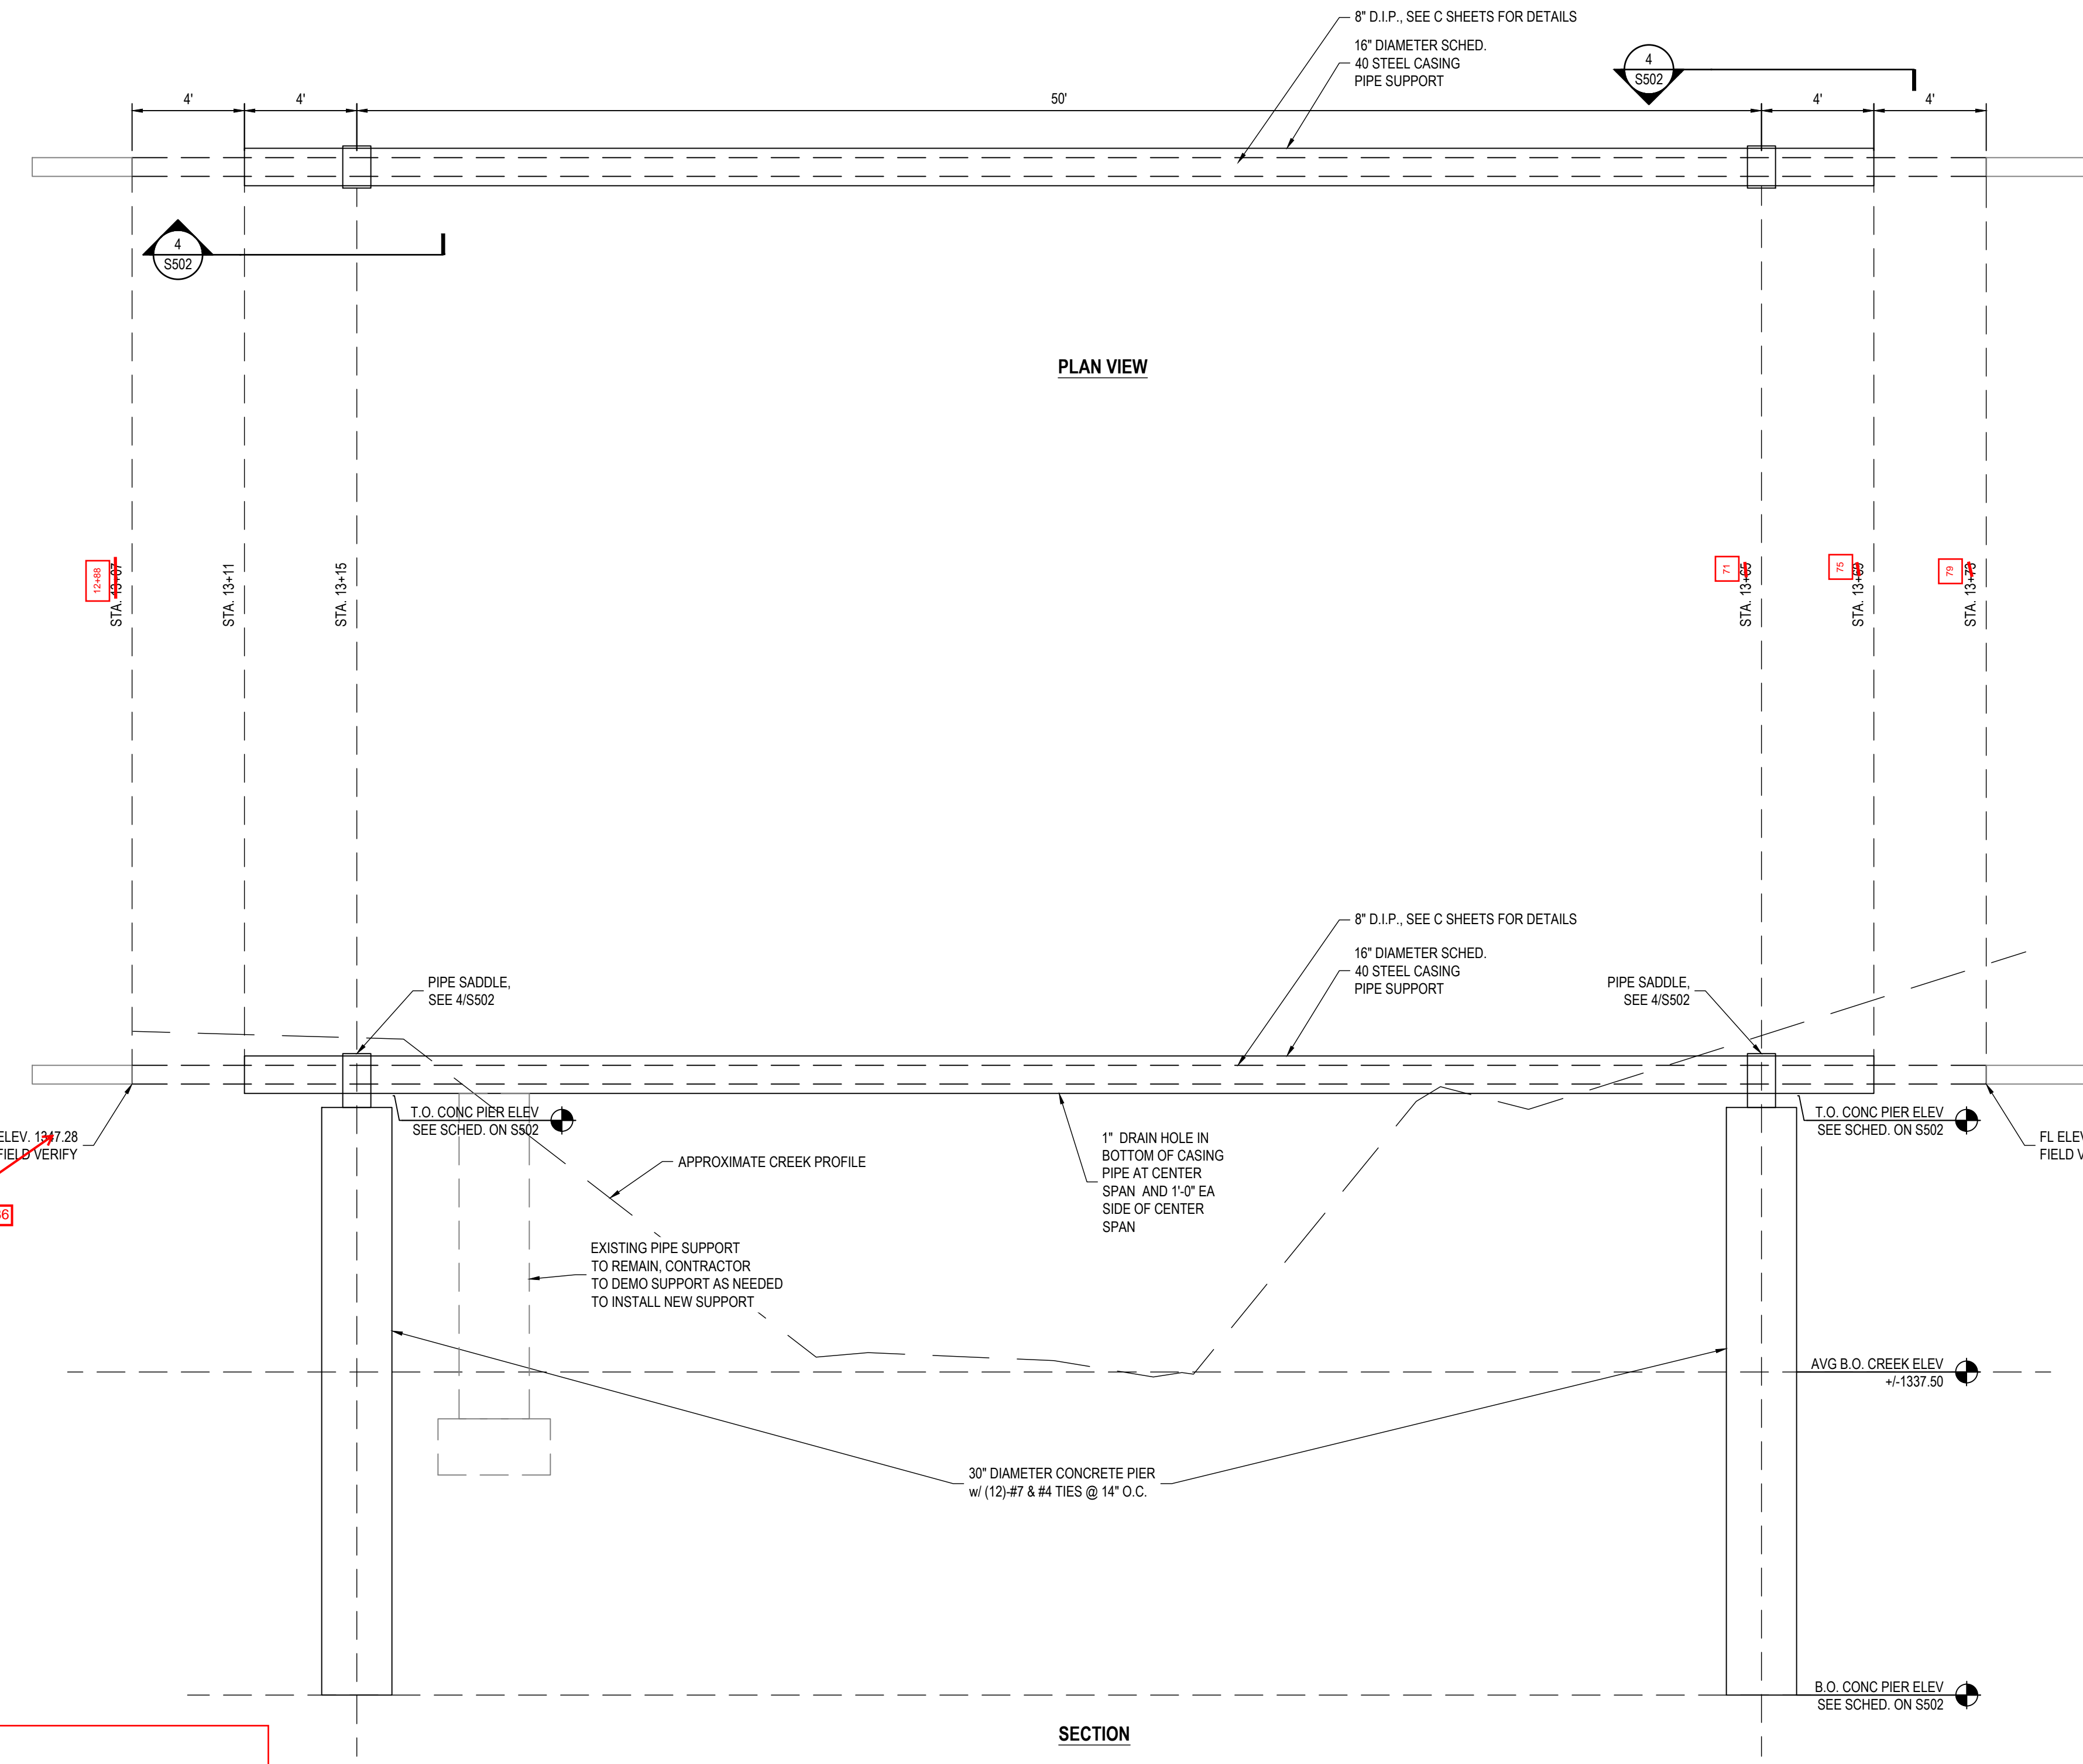 8" D.I.P., SEE C SHEETS FOR DETAILS
16" DIAMETER SCHED.
40 STEEL CASING
PIPE SUPPORT
4
S502
4'
4'
50'
4'
4'
4
S502
PLAN VIEW
12+88
STA. 13+07
STA. 13+11
STA. 13+15
71
STA. 13+65
75
STA. 13+69
79
STA. 13+73
8" D.I.P., SEE C SHEETS FOR DETAILS
16" DIAMETER SCHED.
40 STEEL CASING
PIPE SUPPORT
PIPE SADDLE,
SEE 4/S502
PIPE SADDLE,
SEE 4/S502
T.O. CONC PIER ELEV
SEE SCHED. ON S502
T.O. CONC PIER ELEV
SEE SCHED. ON S502
ELEV. 1347.28
FIELD VERIFY
FL ELEV
FIELD
1" DRAIN HOLE IN
BOTTOM OF CASING
PIPE AT CENTER
SPAN AND 1'-0" EA
SIDE OF CENTER
SPAN
APPROXIMATE CREEK PROFILE
EXISTING PIPE SUPPORT
TO REMAIN, CONTRACTOR
TO DEMO SUPPORT AS NEEDED
TO INSTALL NEW SUPPORT
AVG B.O. CREEK ELEV
+/-1337.50
30" DIAMETER CONCRETE PIER
w/ (12)-#7 & #4 TIES @ 14" O.C.
B.O. CONC PIER ELEV
SEE SCHED. ON S502
SECTION